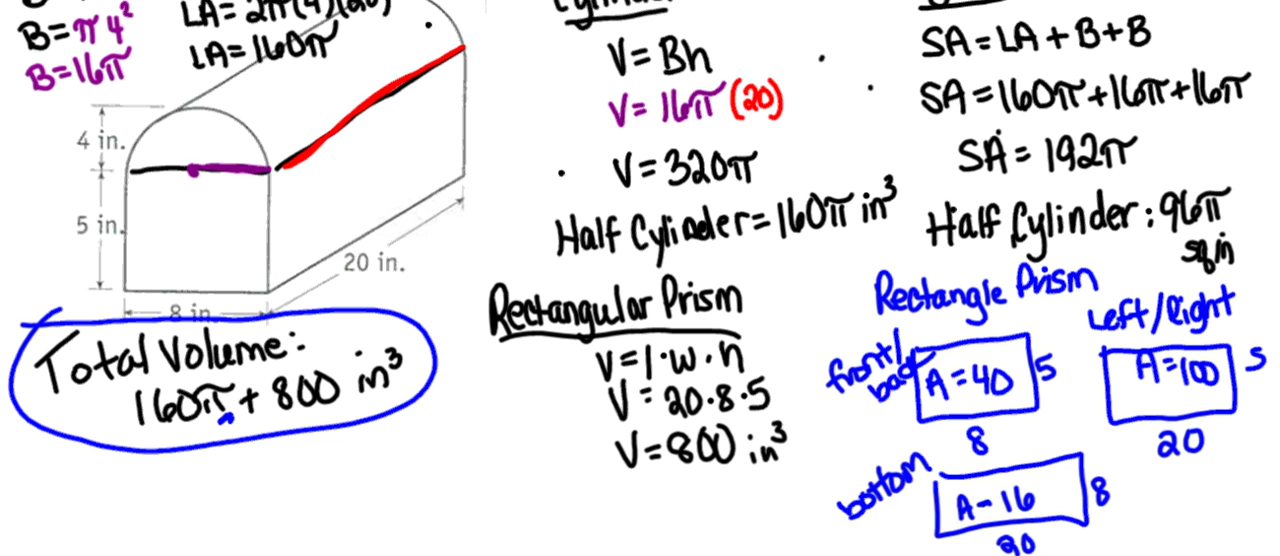 B=π4²
B=16π
LA=2π(4)(20)
LA=160π
4 in.
5 in.
8 in.
20 in.
Total Volume:
160π + 800 in³
Cylinder
V=Bh
V=16π(20)
V=320π
Half Cylinder=160π in³
Rectangular Prism
V=l·w·h
V=20·8·5
V=800 in³
SA=LA+B+B
SA=160π+16π+16π
SA=192π
Half Cylinder: 96π
sq in
Rectangle Prism
front/
back
A=40
5
8
Left/Right
A=100
5
20
bottom
A-16
8
20